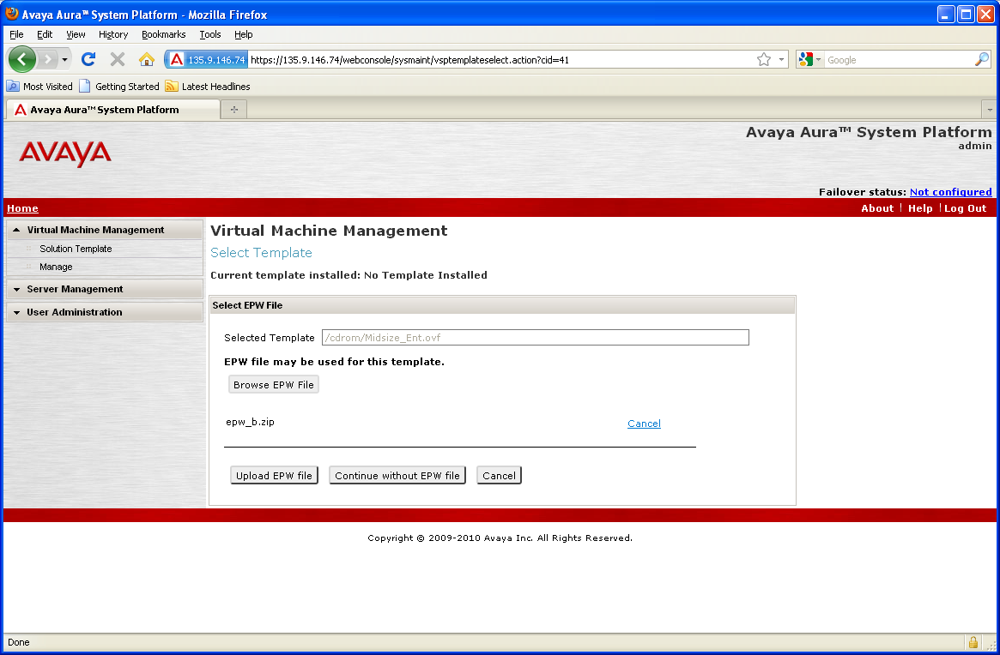 Avaya Aura™ System Platform - Mozilla Firefox
File Edit View History Bookmarks Tools Help
135.9.146.74 https://135.9.146.74/webconsole/sysmaint/vsptemplateselect.action?cid=41 Google
Most Visited Getting Started Latest Headlines
Avaya Aura™ System Platform
AVAYA
Avaya Aura™ System Platform
admin
Failover status: Not configured
Home About Help Log Out
Virtual Machine Management
Solution Template
Manage
Server Management
User Administration
Virtual Machine Management
Select Template
Current template installed: No Template Installed
Select EPW File
Selected Template /cdrom/Midsize_Ent.ovf
EPW file may be used for this template.
Browse EPW File
epw_b.zip Cancel
Upload EPW file Continue without EPW file Cancel
Copyright © 2009-2010 Avaya Inc. All Rights Reserved.
Done